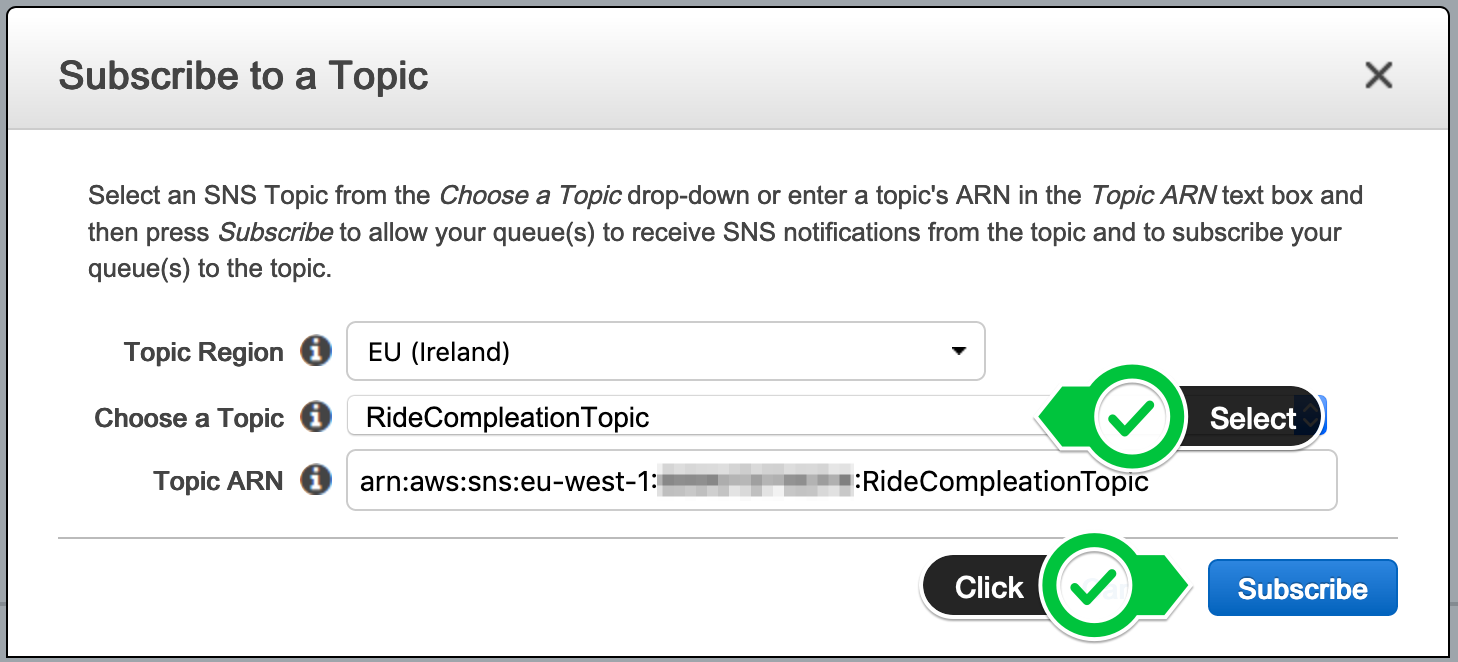 Subscribe to a Topic
Select an SNS Topic from the Choose a Topic drop-down or enter a topic's ARN in the Topic ARN text box and
then press Subscribe to allow your queue(s) to receive SNS notifications from the topic and to subscribe your
queue(s) to the topic.
Topic Region EU (Ireland)
Choose a Topic RideCompleationTopic Select
Topic ARN arn:aws:sns:eu-west-1: :RideCompleationTopic
Click Subscribe